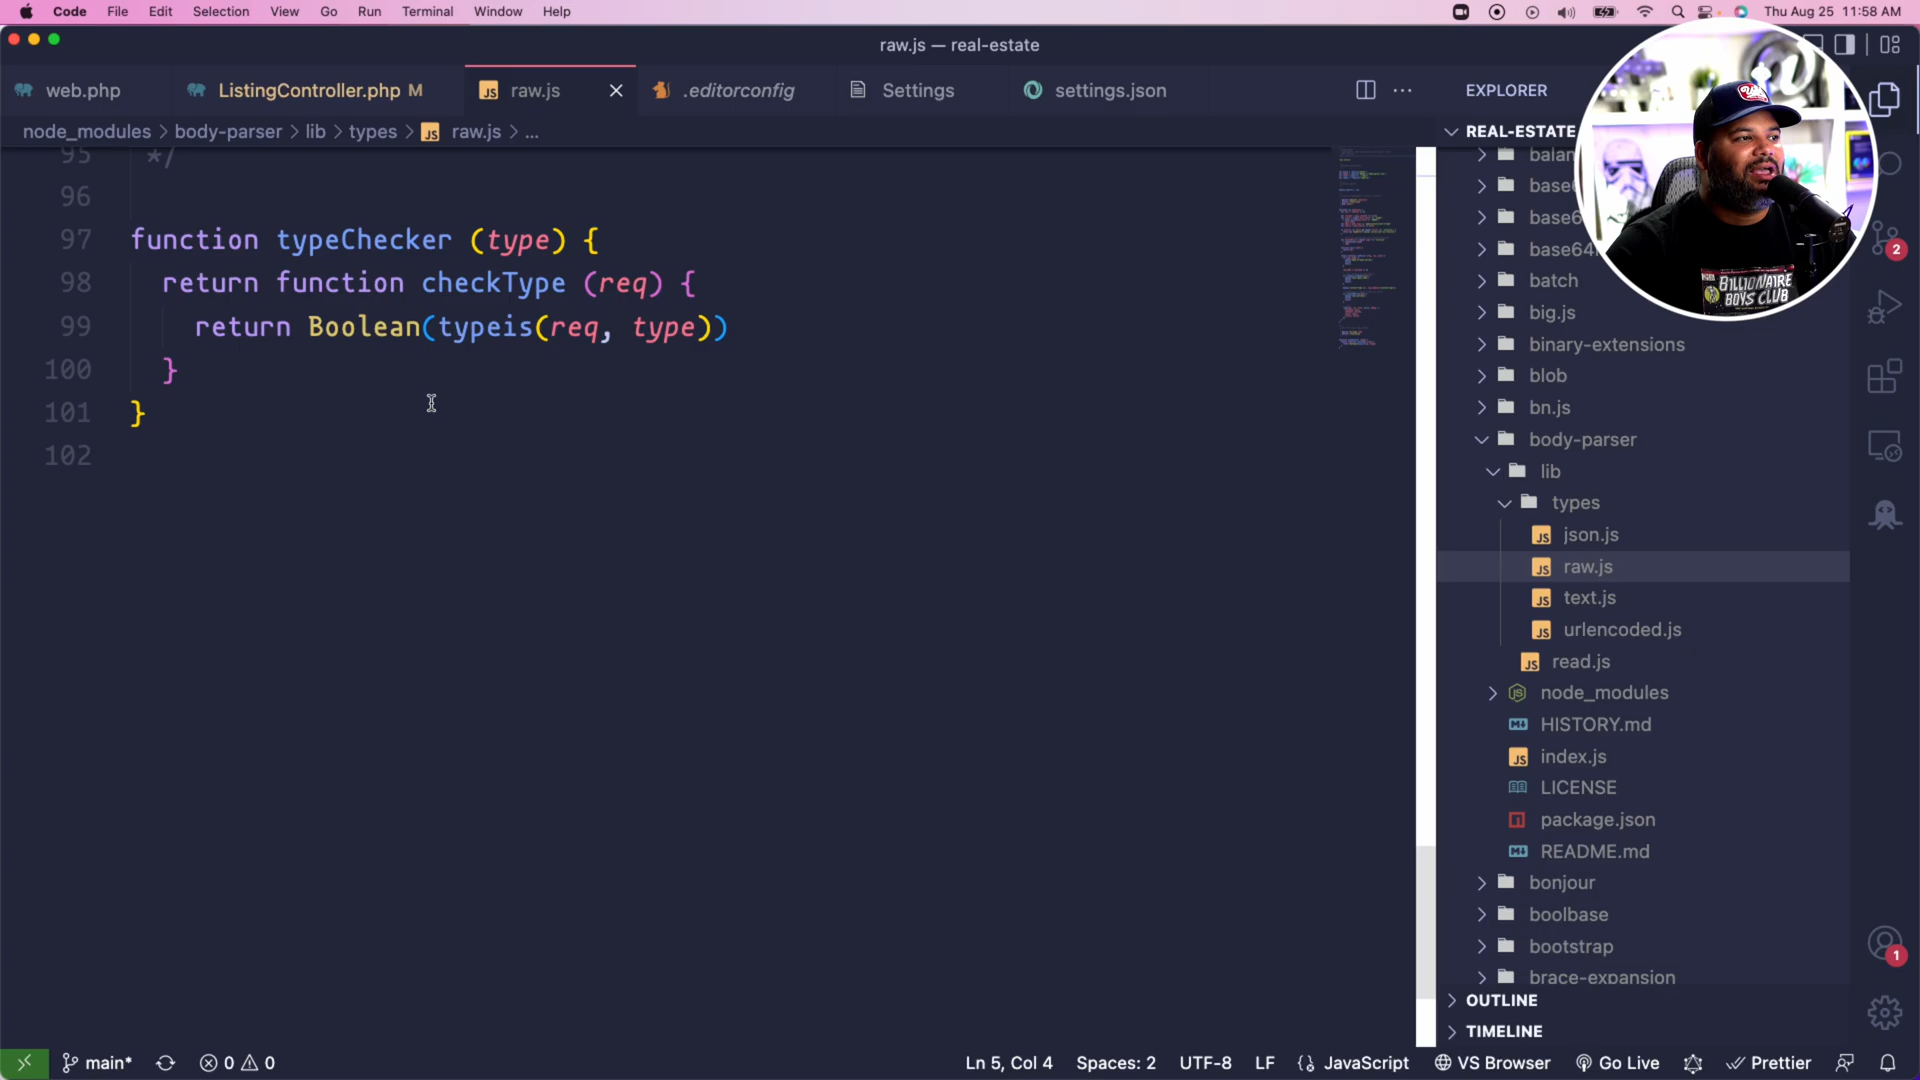 Code File Edit Selection View Go Run Terminal Window Help Thu Aug 25 11:58 AM
raw.js — real-estate
web.php ListingController.php M raw.js .editorconfig Settings settings.json
node_modules > body-parser > lib > types > raw.js > ...
95 */
96
97 function typeChecker (type) {
98 return function checkType (req) {
99 return Boolean(typeis(req, type))
100 }
101 }
102
EXPLORER
REAL-ESTATE
batch
big.js
binary-extensions
blob
bn.js
body-parser
lib
types
json.js
raw.js
text.js
urlencoded.js
read.js
node_modules
HISTORY.md
index.js
LICENSE
package.json
README.md
bonjour
boolbase
bootstrap
brace-expansion
OUTLINE
TIMELINE
2
1
BILLIONAIRE
BOYS CLUB
main* 0 0 Ln 5, Col 4 Spaces: 2 UTF-8 LF JavaScript VS Browser Go Live Prettier